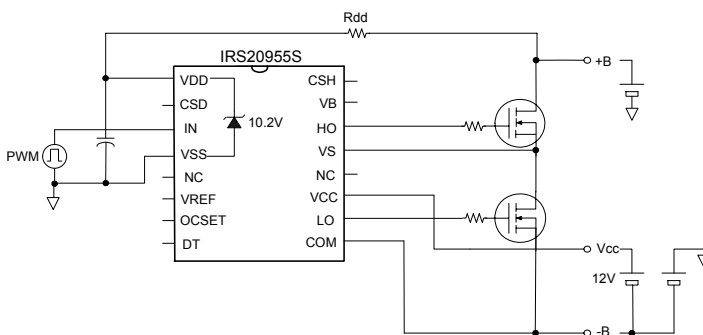 Rdd
IRS20955S
VDD
CSD
IN
VSS
NC
VREF
OCSET
DT
10.2V
CSH
VB
HO
VS
NC
VCC
LO
COM
PWM
+B
Vcc
12V
-B